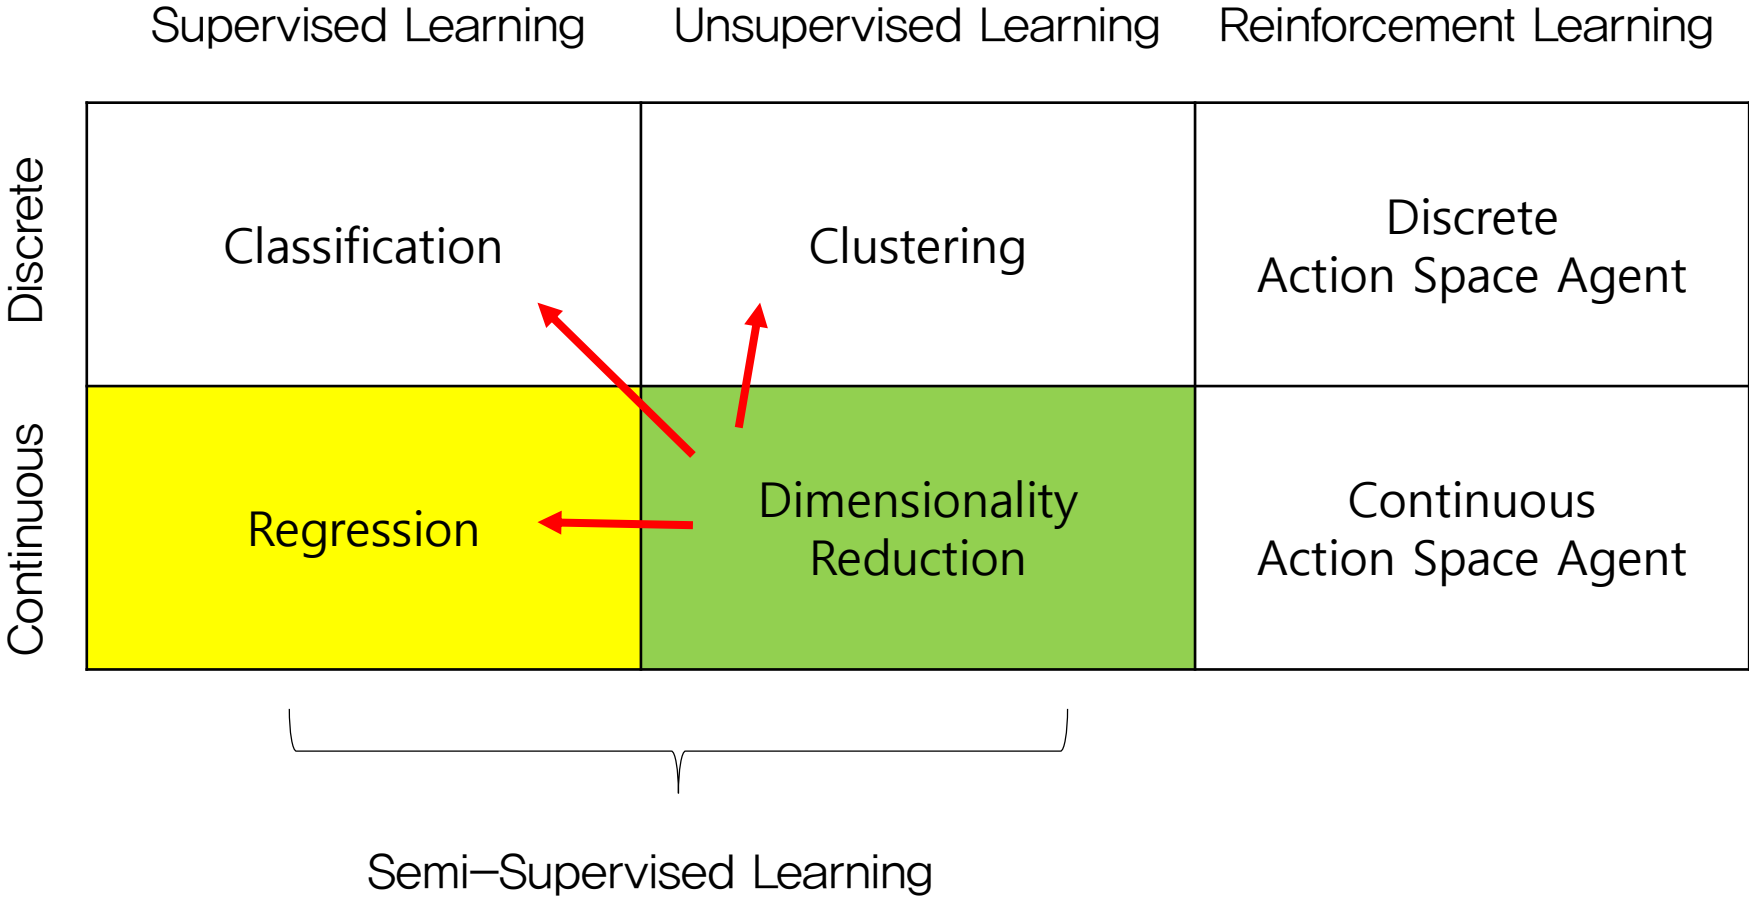 Supervised Learning
Unsupervised Learning
Reinforcement Learning
Discrete
Classification
Clustering
Discrete
Action Space Agent
Continuous
Regression
Dimensionality
Reduction
Continuous
Action Space Agent
Semi-Supervised Learning